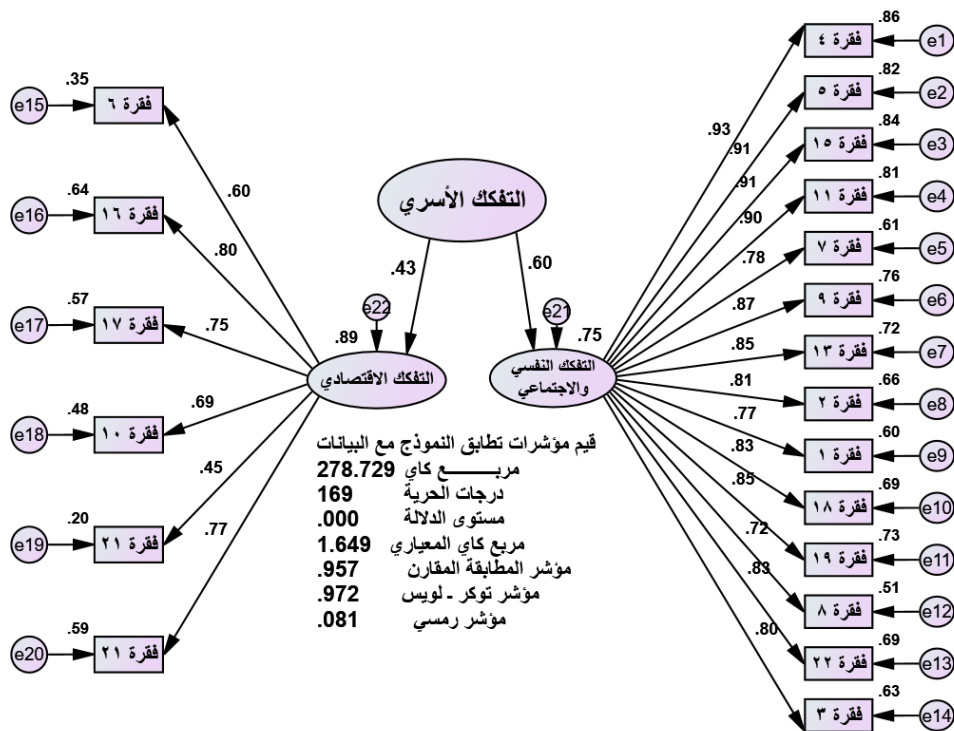 .86
فقرة ٤
e1
.82
فقرة ٥
e2
.84
فقرة ١٥
e3
.81
فقرة ١١
e4
.61
فقرة ٧
e5
.76
فقرة ٩
e6
.72
فقرة ١٣
e7
.66
فقرة ٢
e8
.60
فقرة ١
e9
.69
فقرة ١٨
e10
.73
فقرة ١٩
e11
.51
فقرة ٨
e12
.69
فقرة ٢٢
e13
.63
فقرة ٣
e14
.93
.91
.91
.90
.78
.87
.85
.81
.77
.83
.85
.72
.83
.80
التفكك الأسري
.60
.43
e21
.75
التفكك النفسي
والاجتماعي
e22
.89
التفكك الاقتصادي
.35
فقرة ٦
e15
.64
فقرة ١٦
e16
.57
فقرة ١٧
e17
.48
فقرة ١٠
e18
.20
فقرة ٢١
e19
.59
فقرة ٢١
e20
.60
.80
.75
.69
.45
.77
قيم مؤشرات تطابق النموذج مع البيانات
مربـــــــع كاي 278.729
درجات الحرية 169
مستوى الدلالة .000
مربع كاي المعياري 1.649
مؤشر المطابقة المقارن .957
مؤشر توكر ـ لويس .972
مؤشر رمسي .081